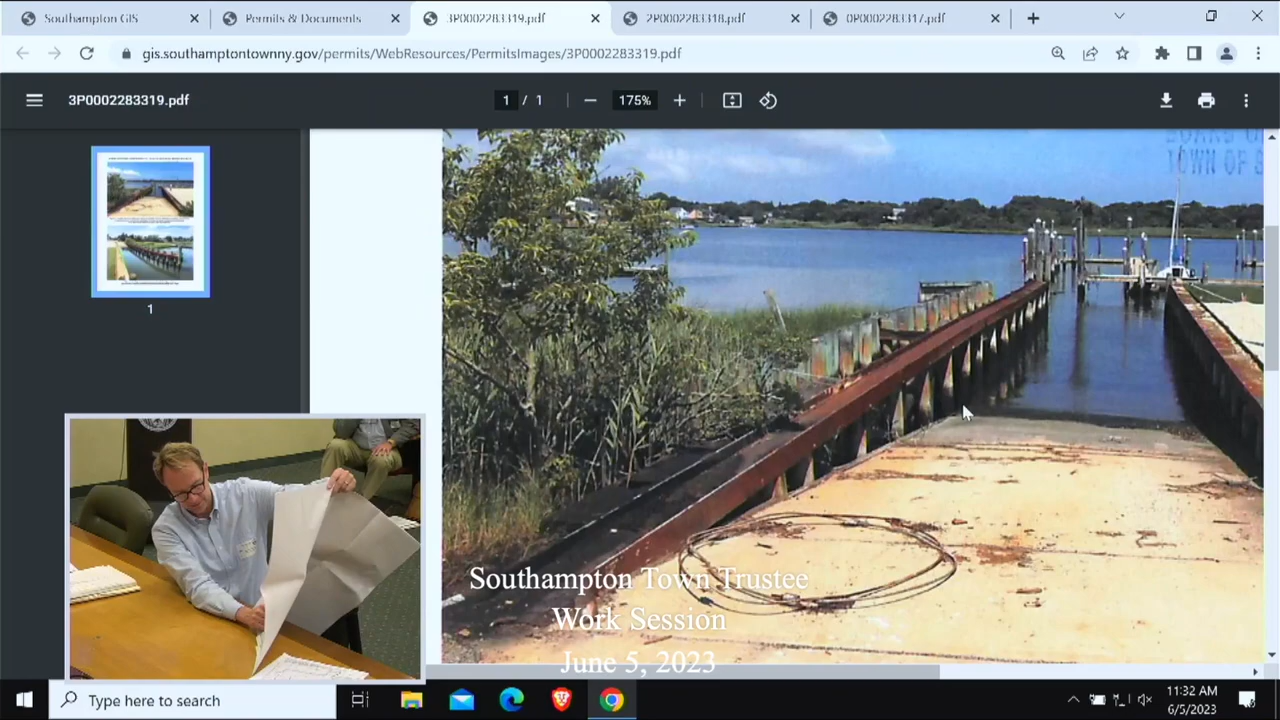 Southampton GIS
Permits & Documents
3P0002283319.pdf
2P0002283318.pdf
0P0002283317.pdf
gis.southamptontownny.gov/permits/WebResources/PermitsImages/3P0002283319.pdf
3P0002283319.pdf
1 / 1
175%
TOWN OF S
1
Southampton Town Trustee
Work Session
June 5, 2023
Type here to search
11:32 AM
6/5/2023